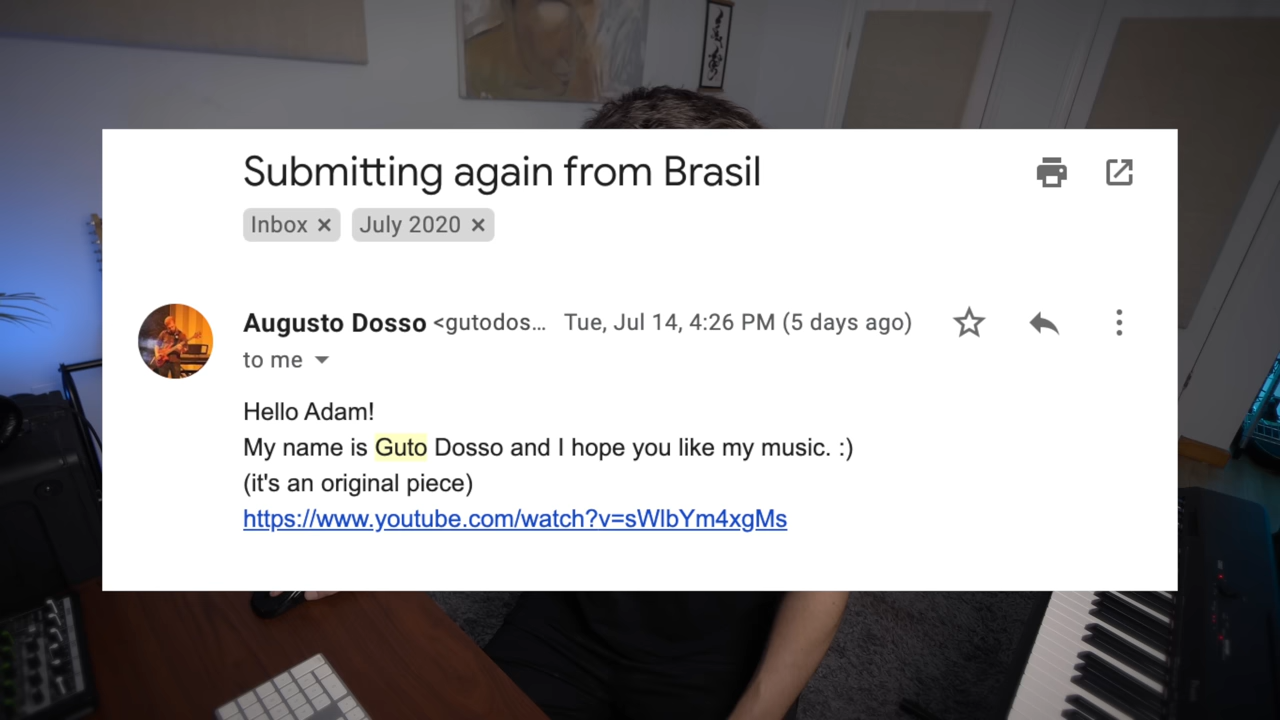 Submitting again from Brasil
Inbox × July 2020 ×
Augusto Dosso <gutodos... Tue, Jul 14, 4:26 PM (5 days ago)
to me
Hello Adam!
My name is Guto Dosso and I hope you like my music. :)
(it's an original piece)
https://www.youtube.com/watch?v=sWlbYm4xgMs